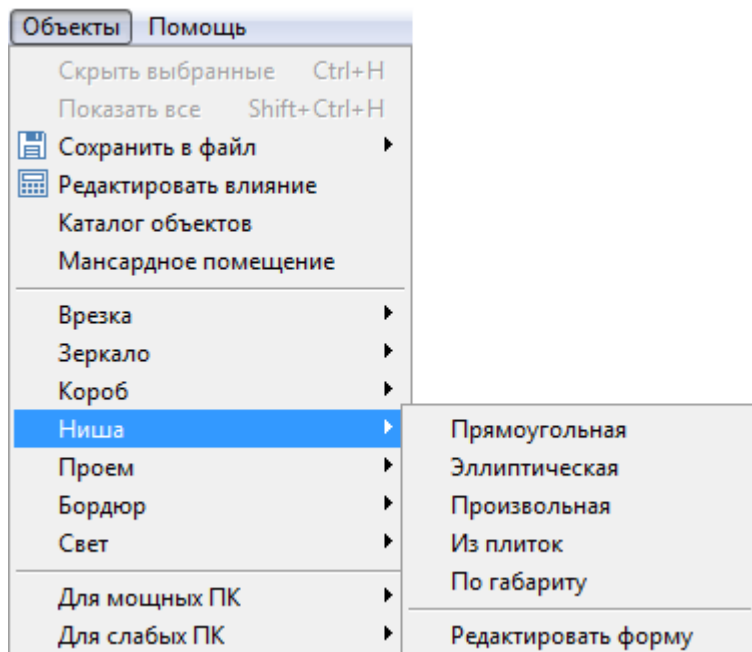 Объекты Помощь
Скрыть выбранные Ctrl+H
Показать все Shift+Ctrl+H
Сохранить в файл
Редактировать влияние
Каталог объектов
Мансардное помещение
Врезка
Зеркало
Короб
Ниша Прямоугольная
Проем Эллиптическая
Бордюр Произвольная
Свет Из плиток
По габариту
Для мощных ПК
Для слабых ПК Редактировать форму